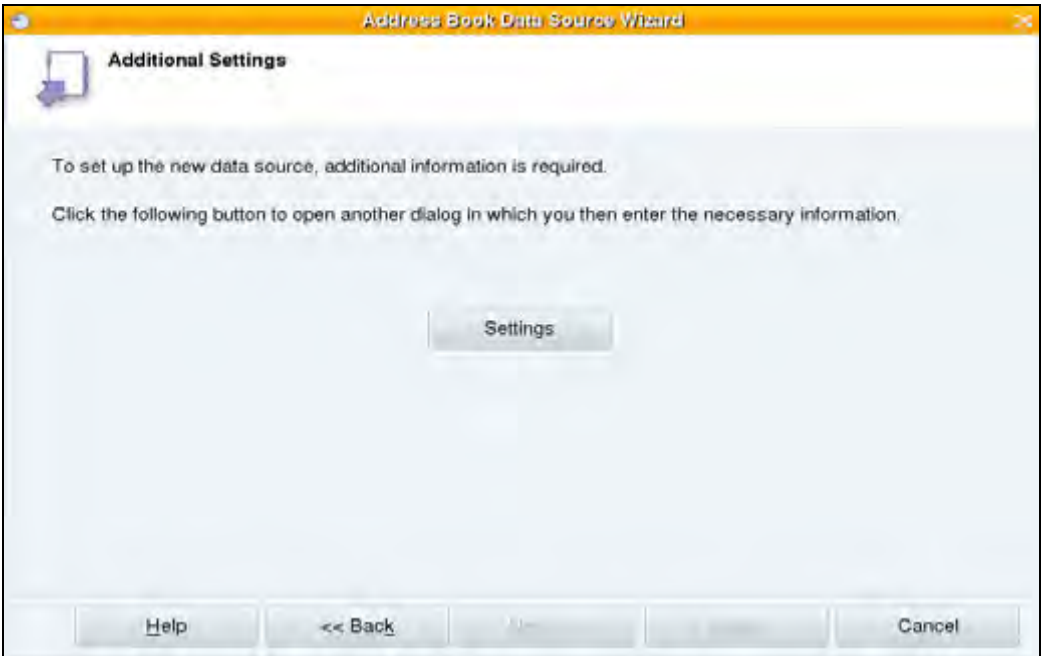 Address Book Data Source Wizard
Additional Settings
To set up the new data source, additional information is required.
Click the following button to open another dialog in which you then enter the necessary information.
Settings
Help
<< Back
Cancel